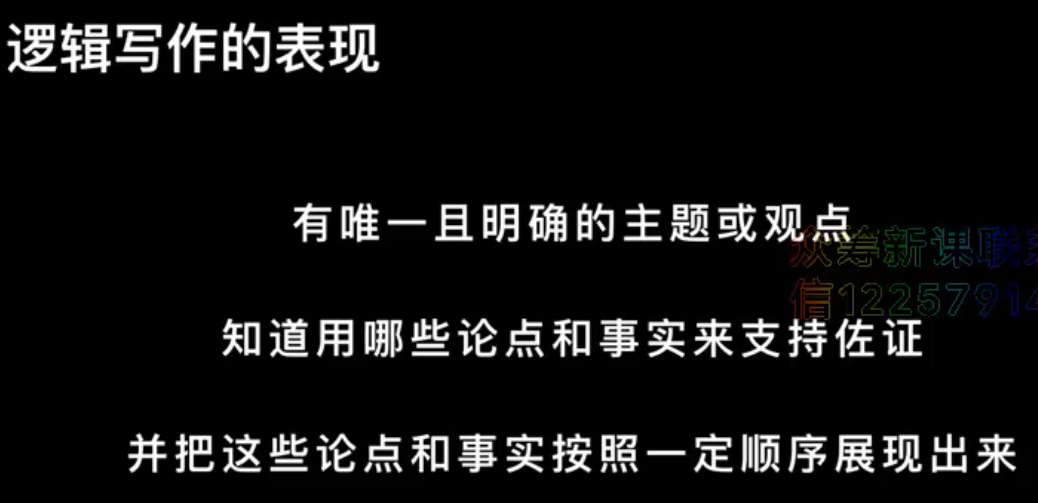 逻辑写作的表现
有唯一且明确的主题或观点
众筹新课联系
信12257914
知道用哪些论点和事实来支持佐证
并把这些论点和事实按照一定顺序展现出来